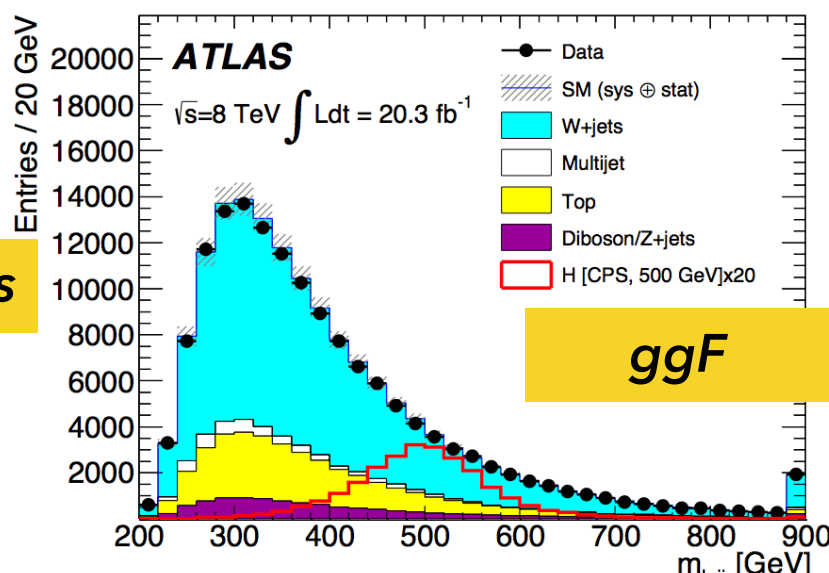 Entries / 20 GeV
20000
18000
16000
14000
12000
10000
8000
6000
4000
2000
ATLAS
√s=8 TeV ∫ Ldt = 20.3 fb⁻¹
Data
SM (sys ⊕ stat)
W+jets
Multijet
Top
Diboson/Z+jets
H [CPS, 500 GeV]x20
s
ggF
200 300 400 500 600 700 800 900
[GeV]